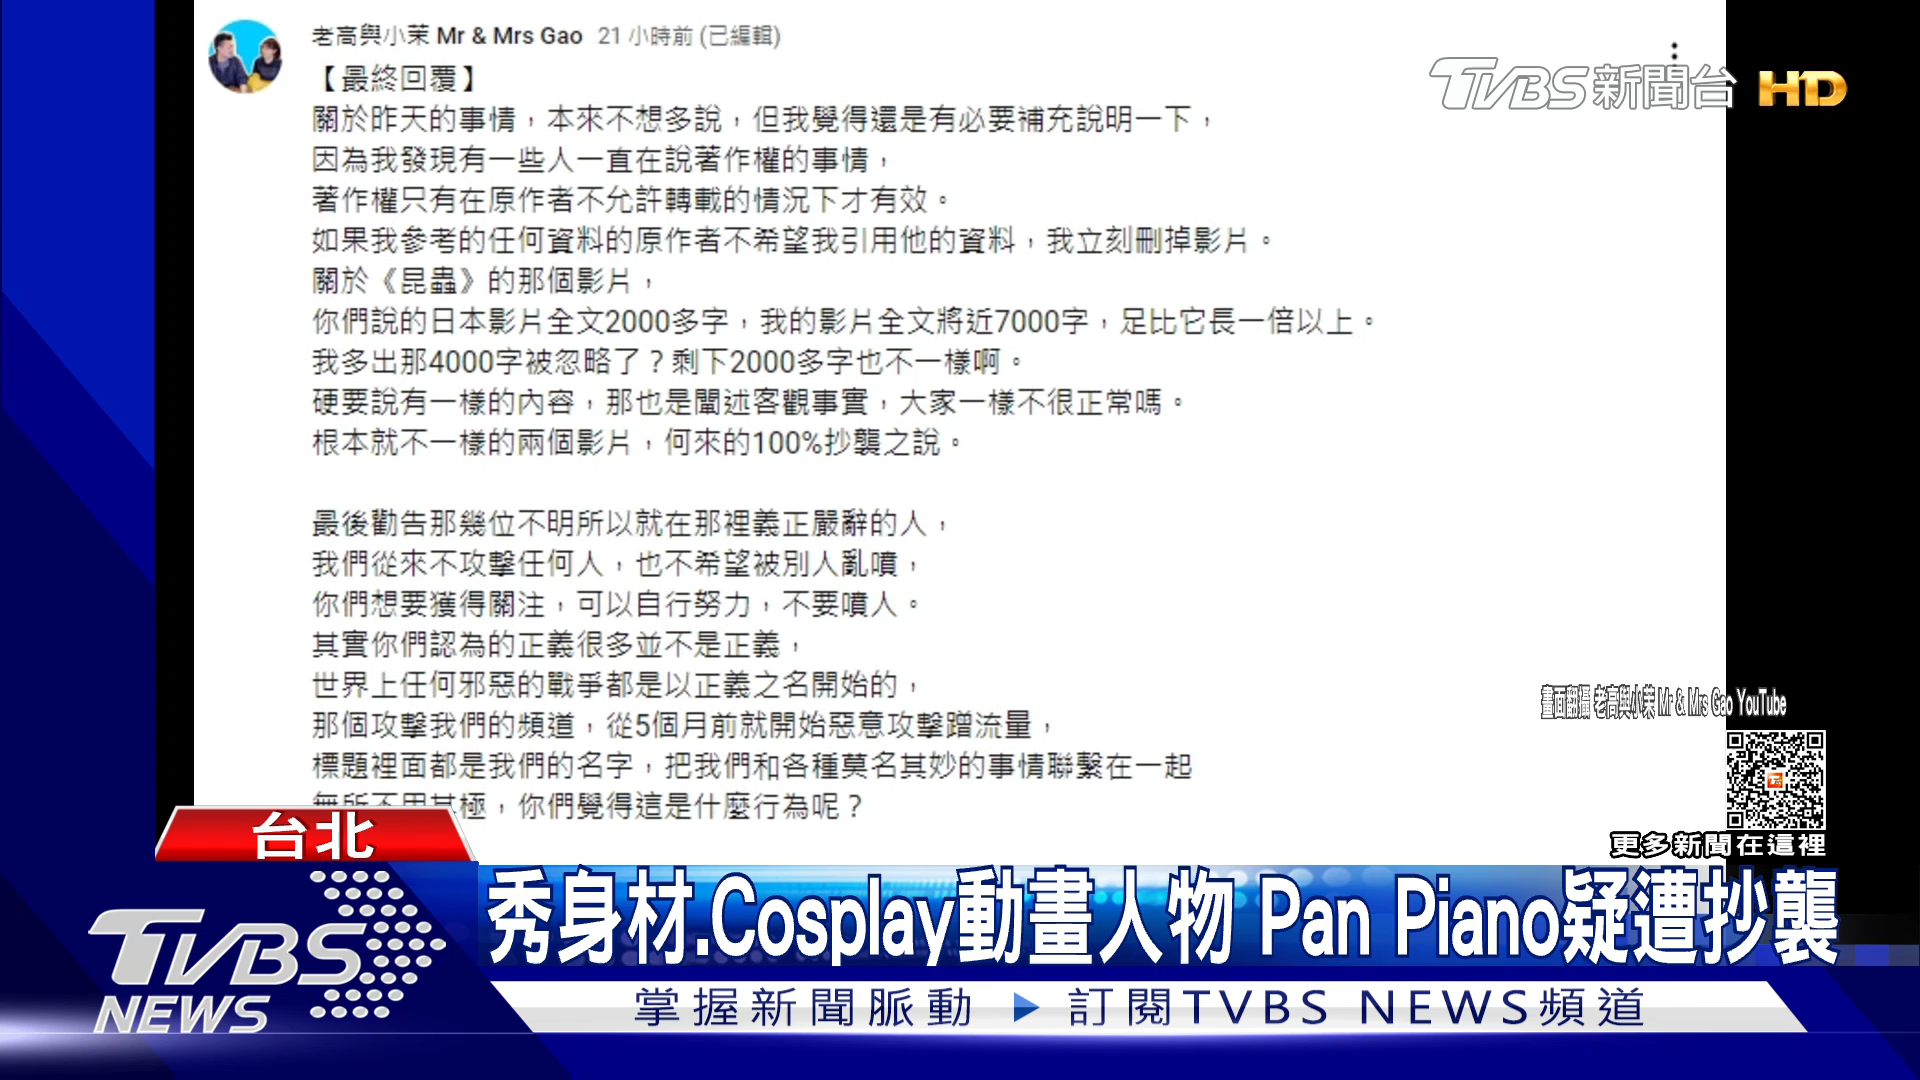 老高與小茉 Mr & Mrs Gao 21 小時前 (已編輯)
【最終回覆】
關於昨天的事情，本來不想多說，但我覺得還是有必要補充說明一下，
因為我發現有一些人一直在說著作權的事情，
著作權只有在原作者不允許轉載的情況下才有效。
如果我參考的任何資料的原作者不希望我引用他的資料，我立刻刪掉影片。
關於《昆蟲》的那個影片，
你們說的日本影片全文2000多字，我的影片全文將近7000字，足比它長一倍以上。
我多出那4000字被忽略了？剩下2000多字也不一樣啊。
硬要說有一樣的內容，那也是闡述客觀事實，大家一樣不很正常嗎。
根本就不一樣的兩個影片，何來的100%抄襲之說。
最後勸告那幾位不明所以就在那裡義正嚴辭的人，
我們從來不攻擊任何人，也不希望被別人亂噴，
你們想要獲得關注，可以自行努力，不要噴人。
其實你們認為的正義很多並不是正義，
世界上任何邪惡的戰爭都是以正義之名開始的，
那個攻擊我們的頻道，從5個月前就開始惡意攻擊蹭流量，
標題裡面都是我們的名字，把我們和各種莫名其妙的事情聯繫在一起
無所不用其極，你們覺得這是什麼行為呢？
TVBS新聞台 HD
畫面翻攝 老高與小茉 Mr & Mrs Gao YouTube
更多新聞在這裡
台北
秀身材.Cosplay動畫人物 Pan Piano疑遭抄襲
TVBS NEWS
掌握新聞脈動 ▶ 訂閱TVBS NEWS頻道